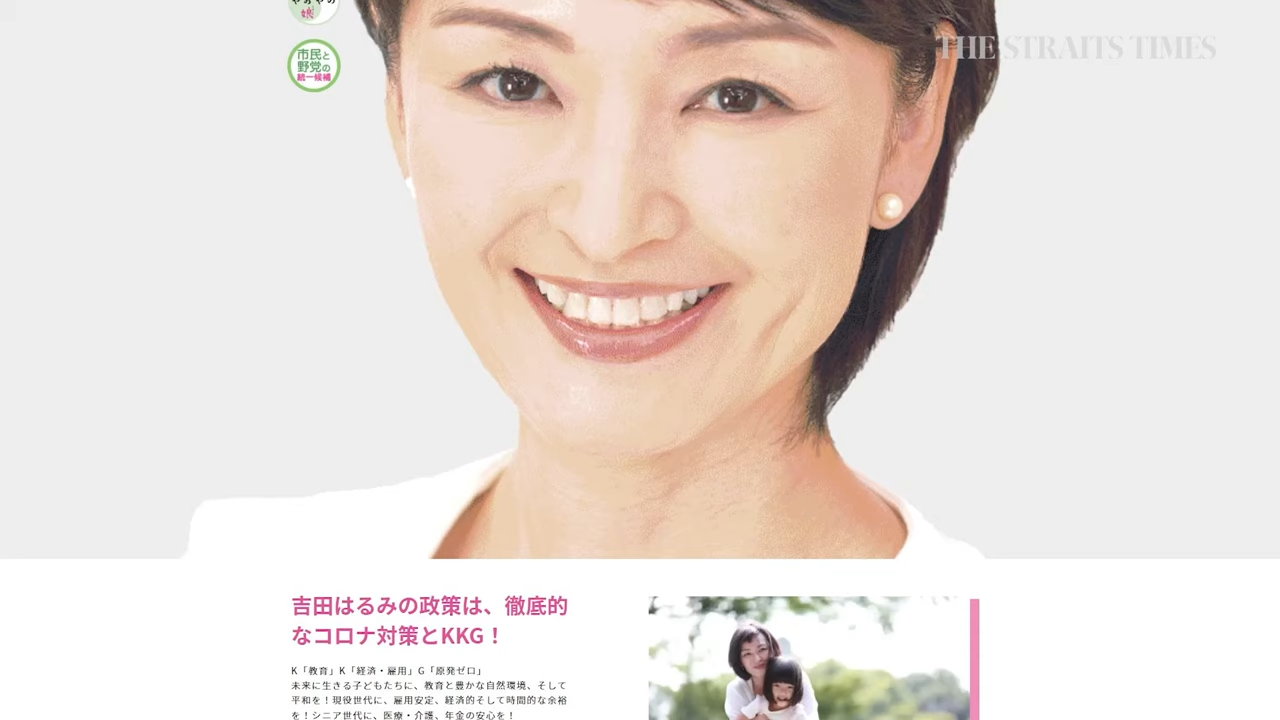 娘
市民と
野党の
統一候補
THE STRAITS TIMES
吉田はるみの政策は、徹底的
なコロナ対策とKKG！
K「教育」K「経済・雇用」G「原発ゼロ」
未来に生きる子どもたちに、教育と豊かな自然環境、そして
平和を！現役世代に、雇用安定、経済的そして時間的な余裕
を！シニア世代に、医療・介護、年金の安心を！